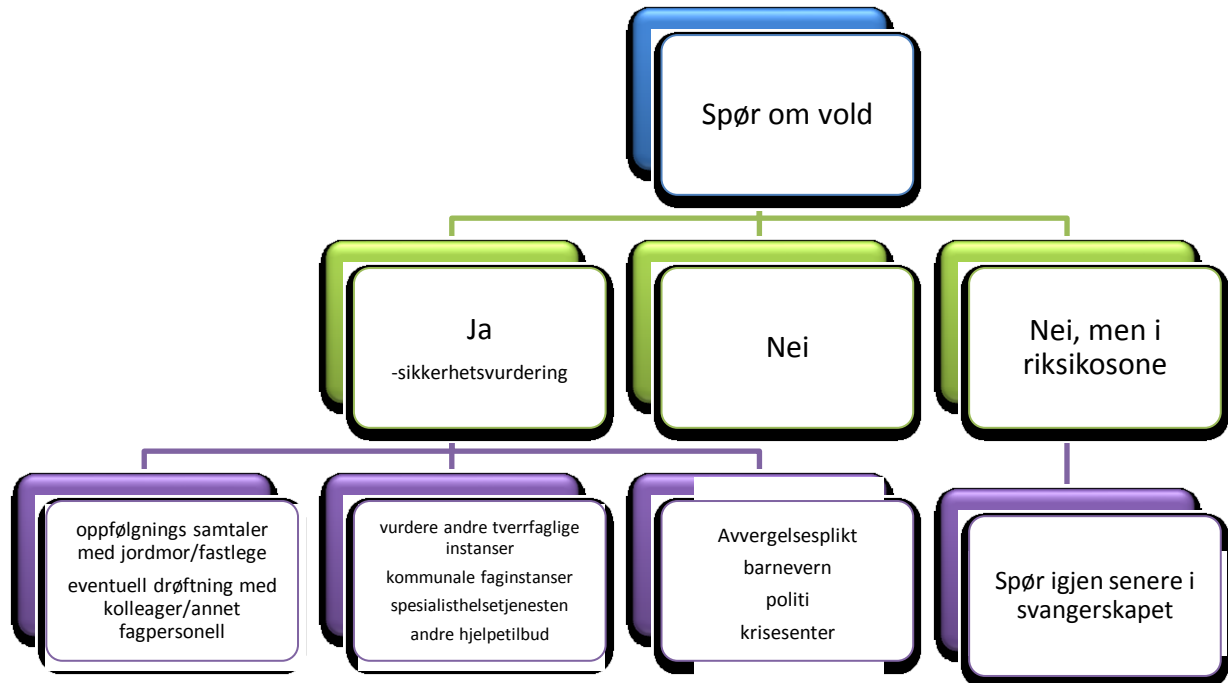 Spør om vold
Ja
-sikkerhetsvurdering
Nei
Nei, men i
riksikosone
oppfølgnings samtaler
med jordmor/fastlege
eventuell drøftning med
kolleager/annet
fagpersonell
vurdere andre tverrfaglige
instanser
kommunale faginstanser
spesialisthelsetjenesten
andre hjelpetilbud
Avvergelsesplikt
barnevern
politi
krisesenter
Spør igjen senere i
svangerskapet